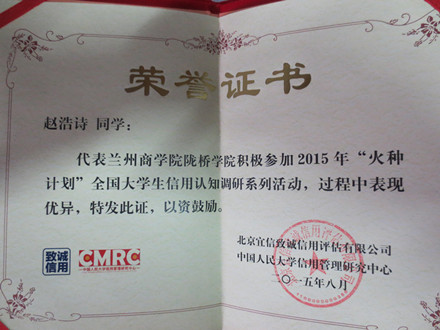 荣誉证书
赵浩诗 同学：
代表兰州商学院陇桥学院积极参加2015年“火种
计划”全国大学生信用认知调研系列活动，过程中表现
优异，特发此证，以资鼓励。
致诚
信用
CMRC
北京宜信致诚信用评估有限公司
中国人民大学信用管理研究中心
二〇一五年八月